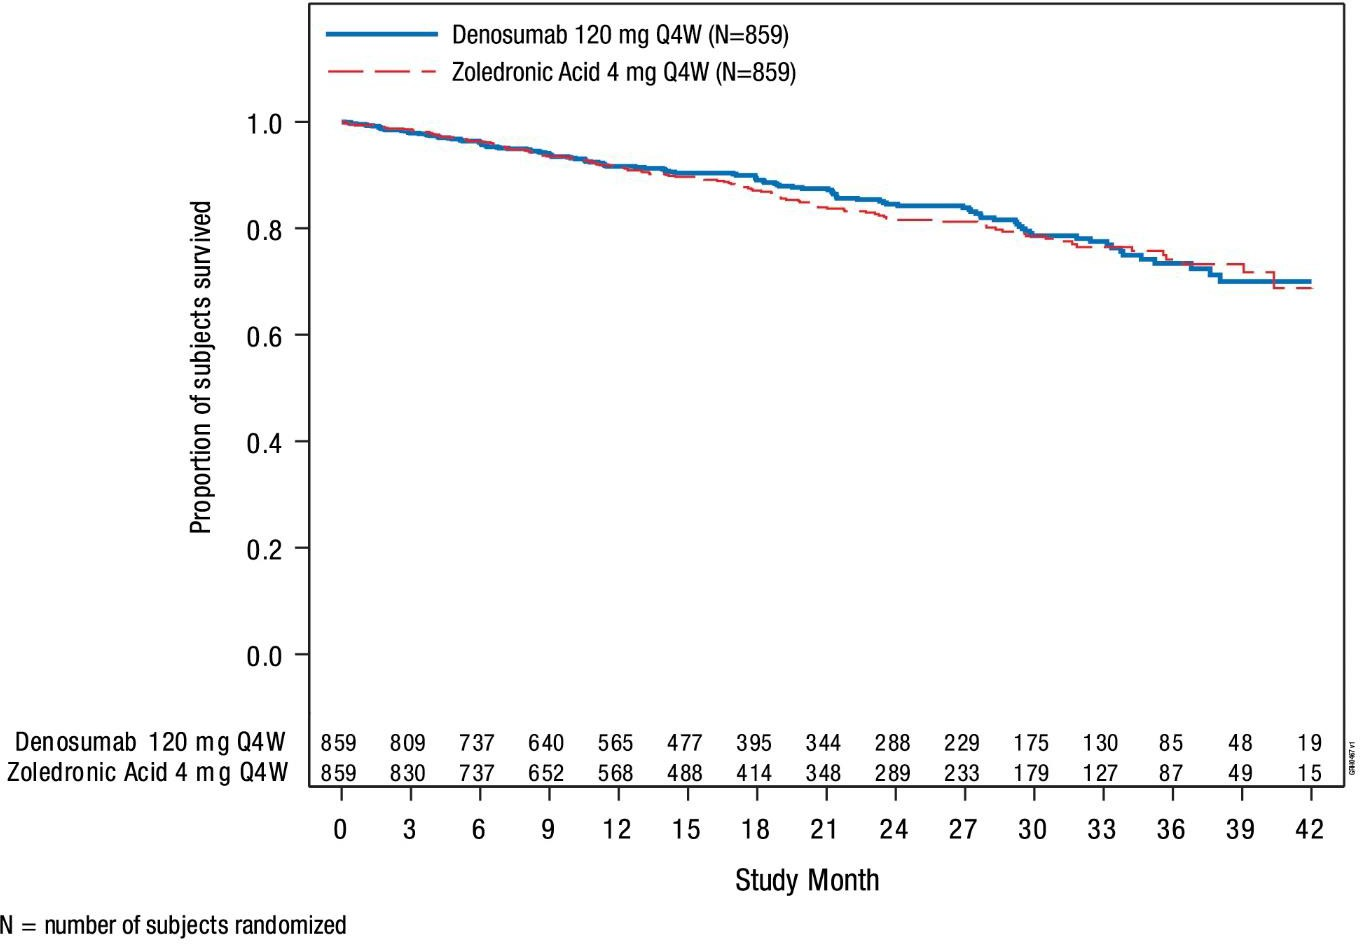 Denosumab 120 mg Q4W (N=859)
Zoledronic Acid 4 mg Q4W (N=859)
1.0
0.8
0.6
0.4
0.2
0.0
Proportion of subjects survived
Denosumab 120 mg Q4W 859 809 737 640 565 477 395 344 288 229 175 130 85 48 19
Zoledronic Acid 4 mg Q4W 859 830 737 652 568 488 414 348 289 233 179 127 87 49 15
0 3 6 9 12 15 18 21 24 27 30 33 36 39 42
Study Month
N = number of subjects randomized